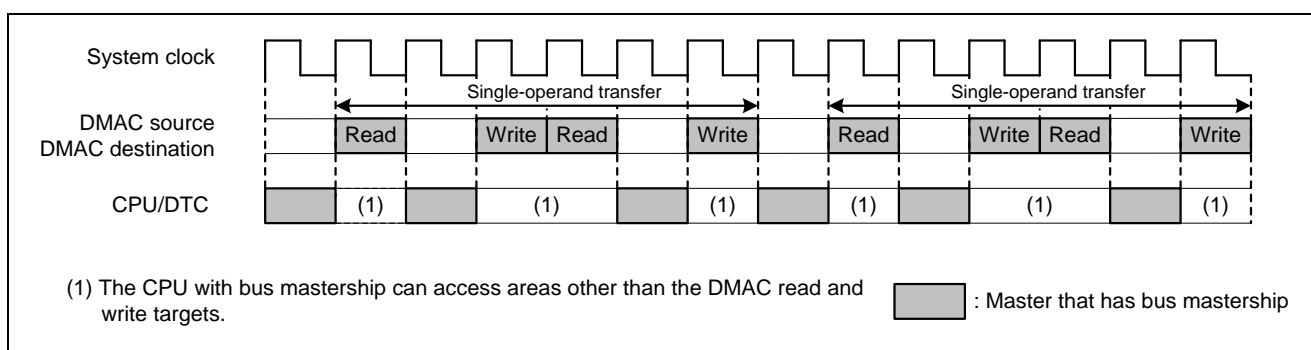 System clock
Single-operand transfer Single-operand transfer
DMAC source
DMAC destination
Read Write Read Write Read Write Read Write
CPU/DTC
(1) (1) (1) (1) (1) (1)
(1) The CPU with bus mastership can access areas other than the DMAC read and
write targets.
: Master that has bus mastership